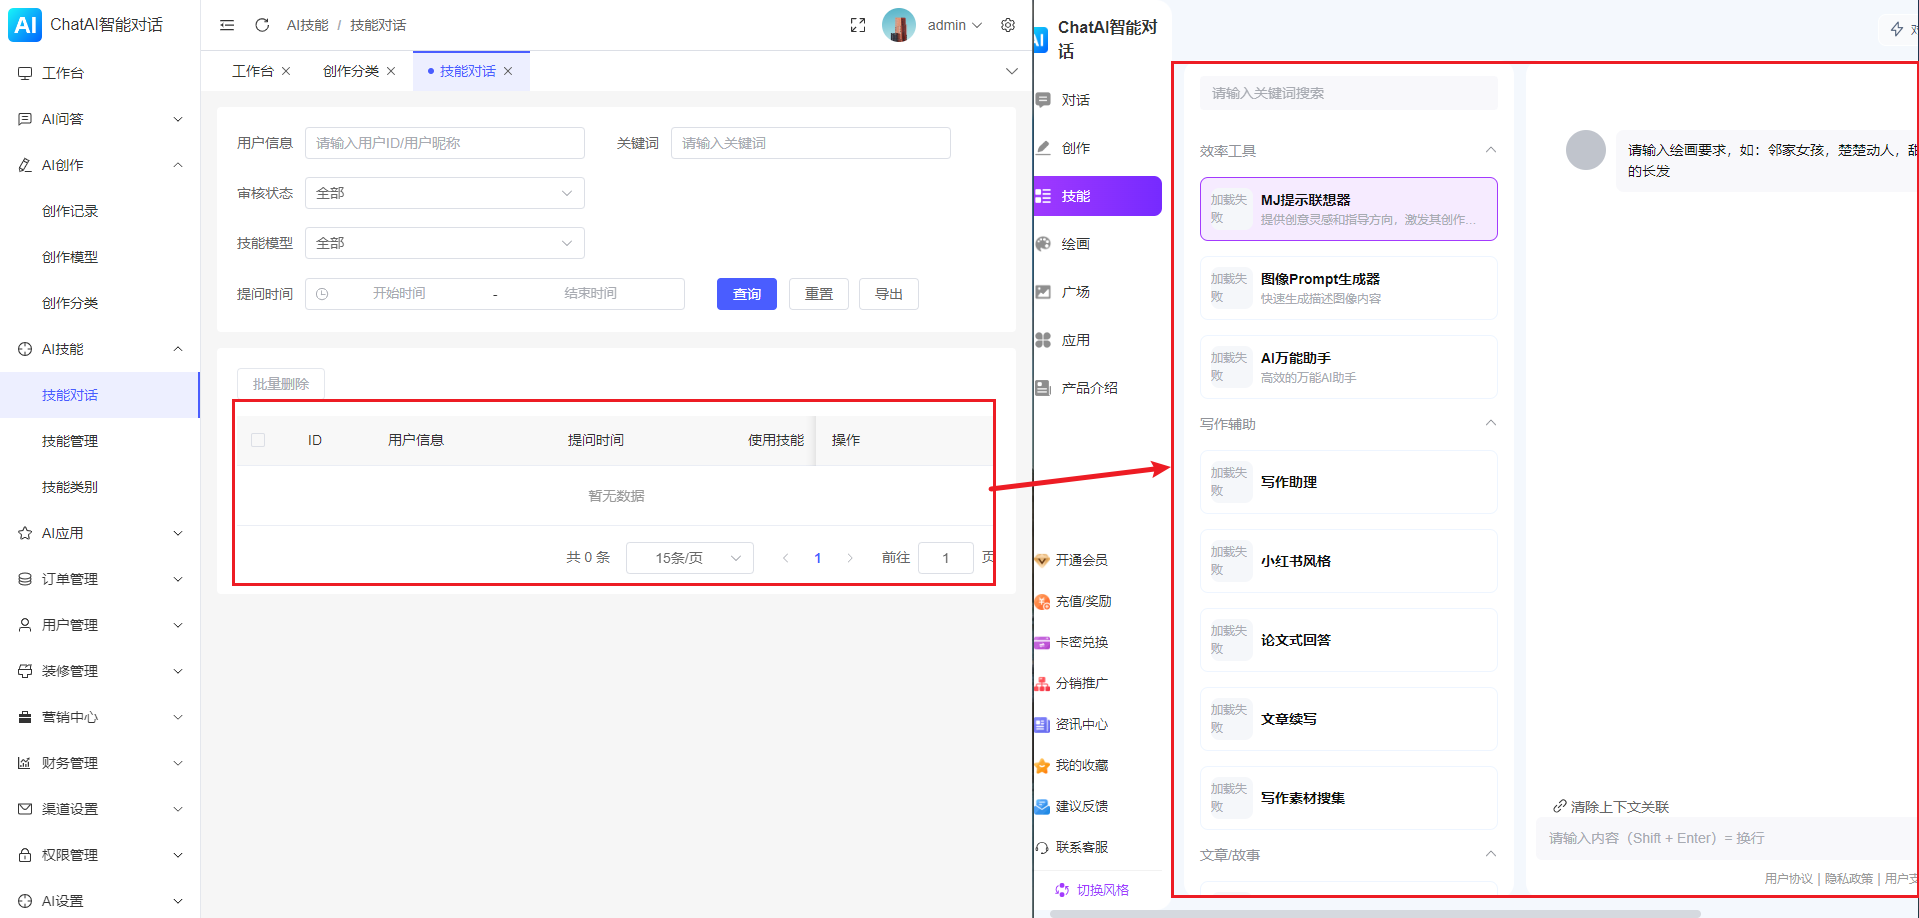 AI ChatAI智能对话
工作台
AI问答
AI创作
创作记录
创作模型
创作分类
AI技能
技能对话
技能管理
技能类别
AI应用
订单管理
用户管理
装修管理
营销中心
财务管理
渠道设置
权限管理
AI设置
AI技能 / 技能对话
admin
工作台
创作分类
技能对话
用户信息 请输入用户ID/用户昵称 关键词 请输入关键词
审核状态 全部
技能模型 全部
提问时间 开始时间 - 结束时间 查询 重置 导出
批量删除
ID 用户信息 提问时间 使用技能 操作
暂无数据
共 0 条 15条/页 1 前往 1 页
AI ChatAI智能对
话
对话
创作
技能
绘画
广场
应用
产品介绍
开通会员
充值/奖励
卡密兑换
分销推广
资讯中心
我的收藏
建议反馈
联系客服
切换风格
请输入关键词搜索
效率工具
加载失
败
MJ提示联想器
提供创意灵感和指导方向，激发其创作...
加载失
败
图像Prompt生成器
快速生成描述图像内容
加载失
败
AI万能助手
高效的万能AI助手
写作辅助
加载失
败
写作助理
加载失
败
小红书风格
加载失
败
论文式回答
加载失
败
文章续写
加载失
败
写作素材搜集
文章/故事
请输入绘画要求，如：邻家女孩，楚楚动人，甜
的长发
清除上下文关联
请输入内容（Shift + Enter）= 换行
用户协议 | 隐私政策 | 用户支